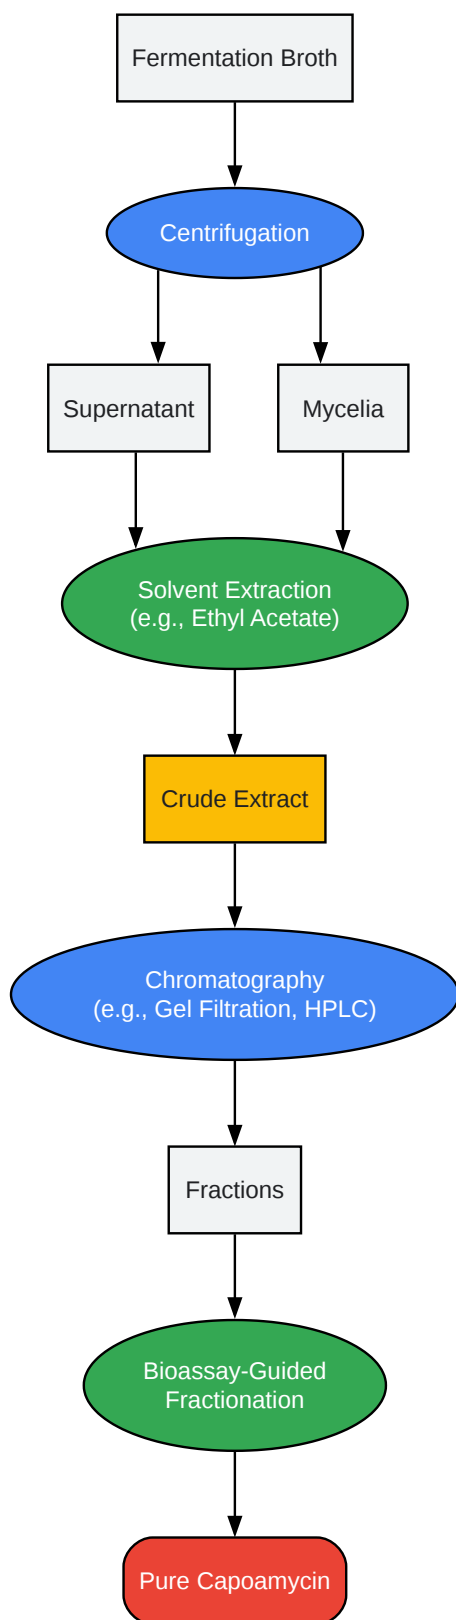 Fermentation Broth
Centrifugation
Supernatant
Mycelia
Solvent Extraction
(e.g., Ethyl Acetate)
Crude Extract
Chromatography
(e.g., Gel Filtration, HPLC)
Fractions
Bioassay-Guided
Fractionation
Pure Capoamycin